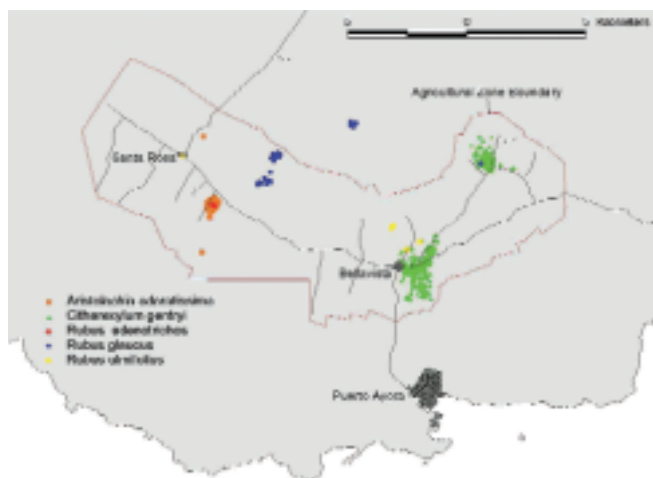 Kilometers
Agricultural Zone Boundary
Santa Rosa
Bellavista
Aristolochia odoratissima
Citharexylum gentryi
Rubus adenotrichos
Rubus glaucus
Rubus ulmifolius
Puerto Ayora